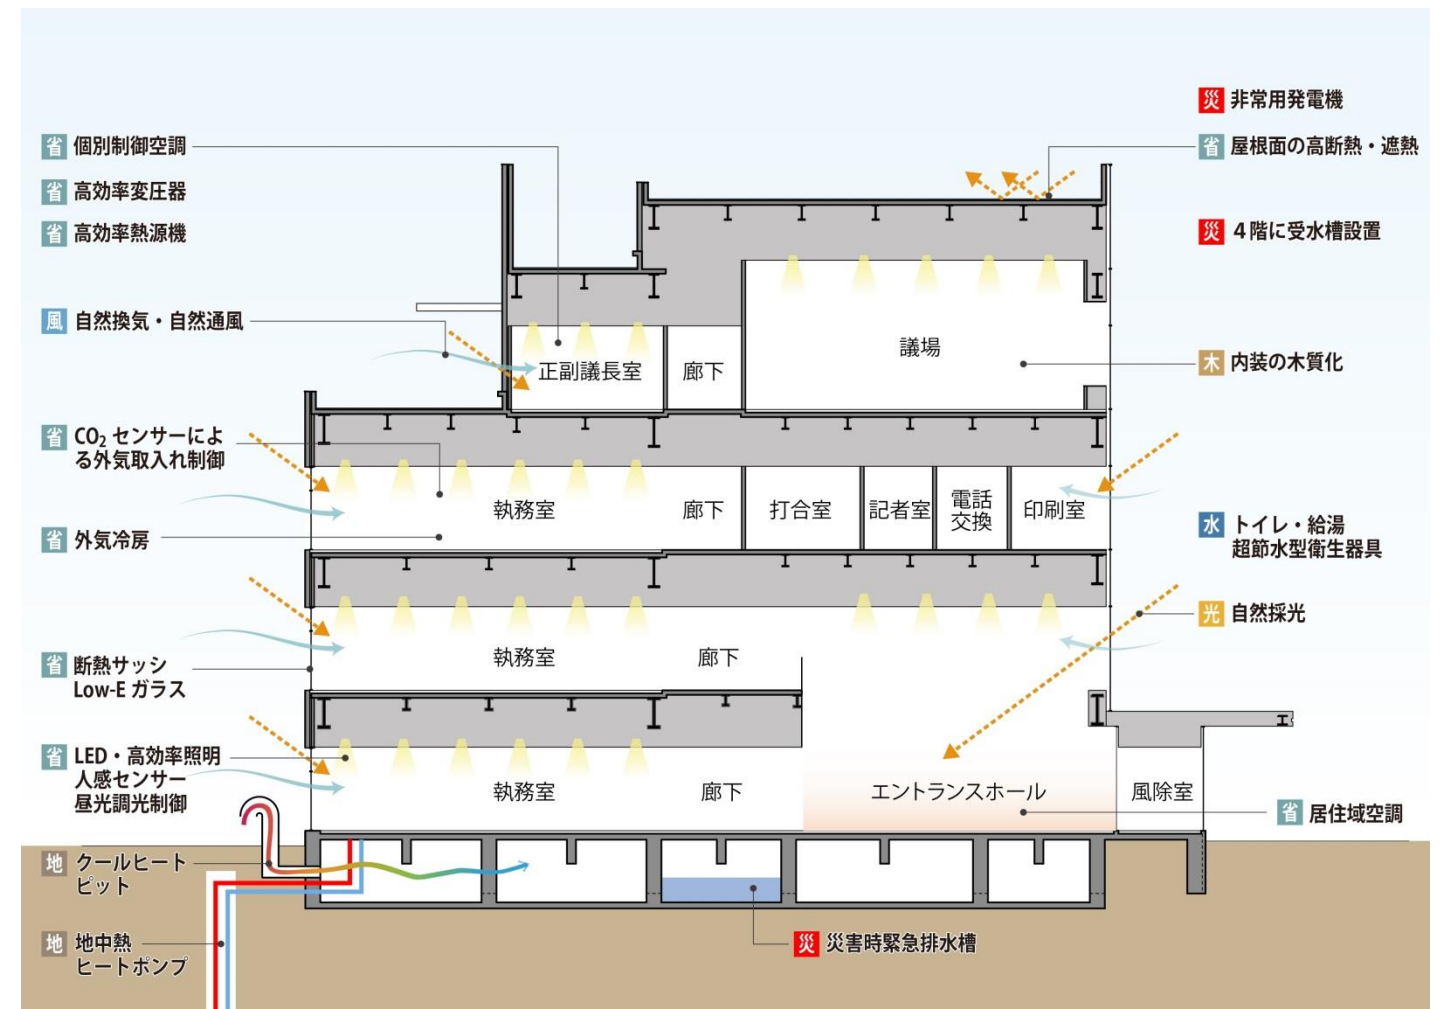 省 個別制御空調
省 高効率変圧器
省 高効率熱源機
風 自然換気・自然通風
省 CO₂ センサーによ
る外気取入れ制御
省 外気冷房
省 断熱サッシ
Low-E ガラス
省 LED・高効率照明
人感センサー
昼光調光制御
地 クールヒート
ピット
地 地中熱
ヒートポンプ
正副議長室
廊下
議場
執務室
廊下
打合室
記者室
電話
交換
印刷室
執務室
廊下
執務室
廊下
エントランスホール
風除室
災 災害時緊急排水槽
災 非常用発電機
省 屋根面の高断熱・遮熱
災 4階に受水槽設置
木 内装の木質化
水 トイレ・給湯
超節水型衛生器具
光 自然採光
省 居住域空調